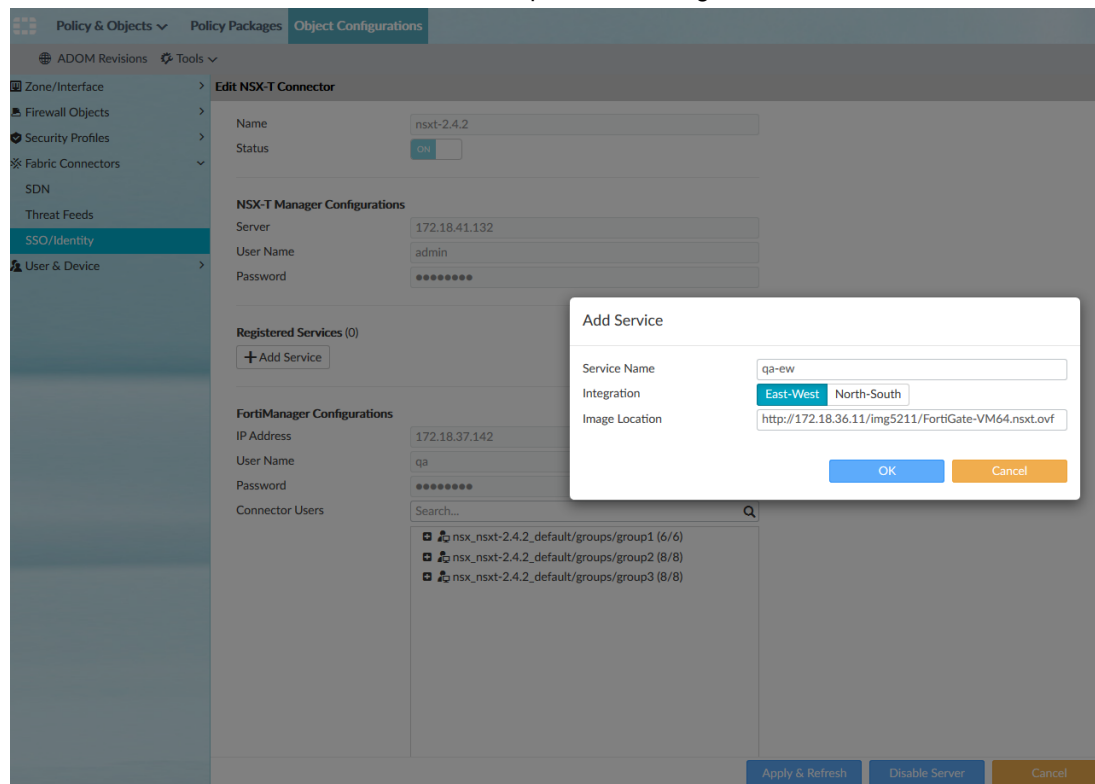 Policy & Objects Policy Packages Object Configurations
ADOM Revisions Tools
Zone/Interface
Firewall Objects
Security Profiles
Fabric Connectors
SDN
Threat Feeds
SSO/Identity
User & Device
Edit NSX-T Connector
Name nsxt-2.4.2
Status ON
NSX-T Manager Configurations
Server 172.18.41.132
User Name admin
Password ●●●●●●●●
Registered Services (0)
+ Add Service
FortiManager Configurations
IP Address 172.18.37.142
User Name qa
Password ●●●●●●●●
Connector Users Search...
nsx_nsxt-2.4.2_default/groups/group1 (6/6)
nsx_nsxt-2.4.2_default/groups/group2 (8/8)
nsx_nsxt-2.4.2_default/groups/group3 (8/8)
Add Service
Service Name qa-ew
Integration East-West North-South
Image Location http://172.18.36.11/img5211/FortiGate-VM64.nsxt.ovf
OK Cancel
Apply & Refresh Disable Server Cancel